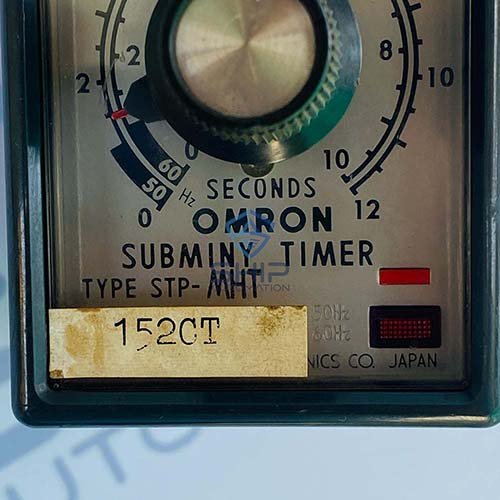 2 2 8 10
60
50 Hz
0 10
0 SECONDS 12
OMRON
SUBMINY TIMER
TYPE STP-MHT
50Hz
152CT 60Hz
NICS CO. JAPAN
AUTO